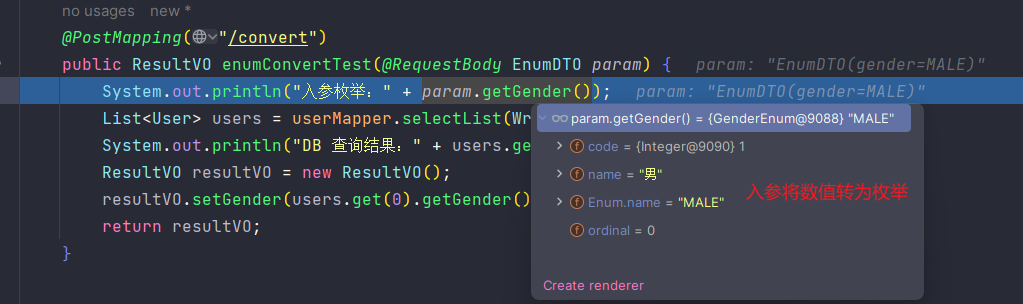 no usages   new *
@PostMapping("/convert")
public ResultVO enumConvertTest(@RequestBody EnumDTO param) {   param: "EnumDTO(gender=MALE)"
System.out.println("入参枚举：" + param.getGender());   param: "EnumDTO(gender=MALE)"
List<User> users = userMapper.selectList(Wr
System.out.println("DB 查询结果：" + users.ge
ResultVO resultVO = new ResultVO();
resultVO.setGender(users.get(0).getGender()
return resultVO;
}
param.getGender() = {GenderEnum@9088} "MALE"
code = {Integer@9090} 1
name = "男"
Enum.name = "MALE"
ordinal = 0
入参将数值转为枚举
Create renderer